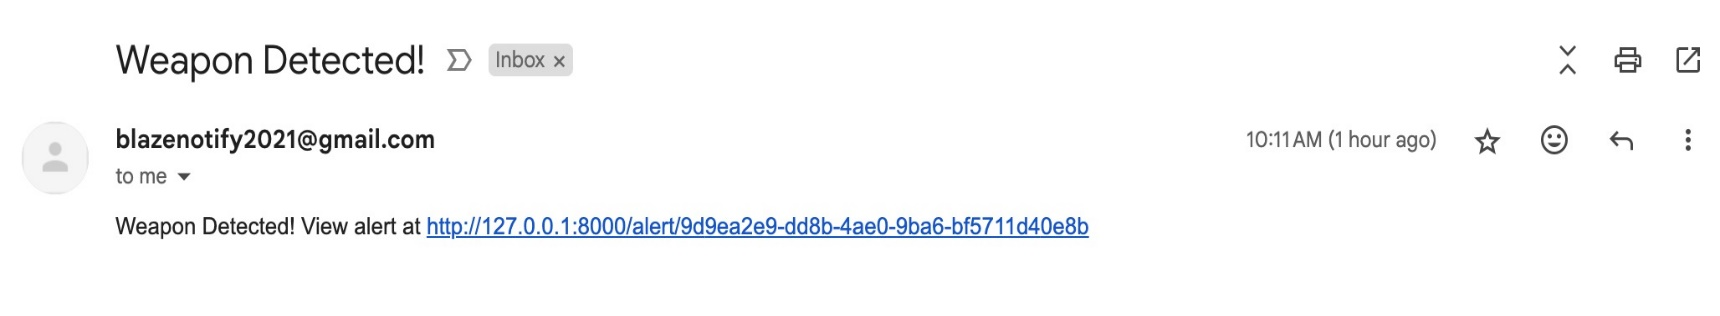 Weapon Detected! Inbox ×
blazenotify2021@gmail.com 10:11 AM (1 hour ago)
to me
Weapon Detected! View alert at http://127.0.0.1:8000/alert/9d9ea2e9-dd8b-4ae0-9ba6-bf5711d40e8b